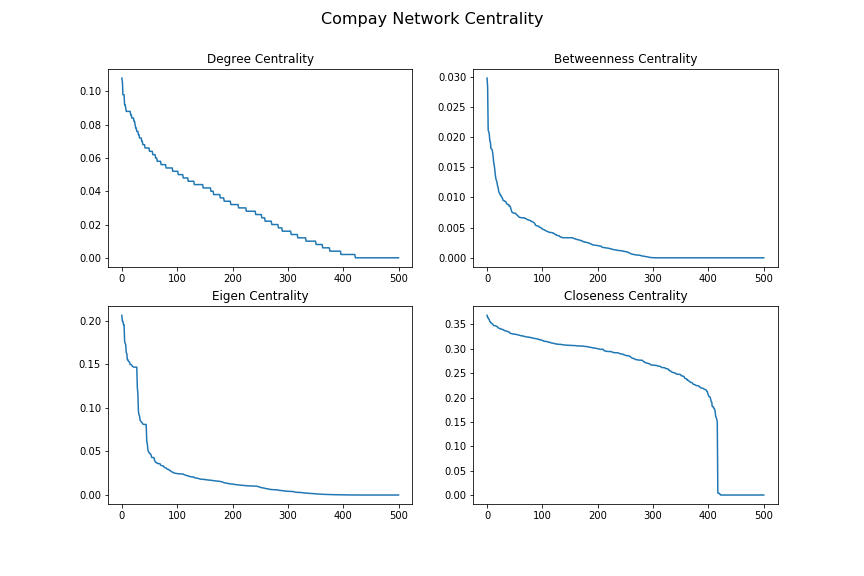 Compay Network Centrality
Degree Centrality
0.10
0.08
0.06
0.04
0.02
0.00
0 100 200 300 400 500
Betweenness Centrality
0.030
0.025
0.020
0.015
0.010
0.005
0.000
0 100 200 300 400 500
Eigen Centrality
0.20
0.15
0.10
0.05
0.00
0 100 200 300 400 500
Closeness Centrality
0.35
0.30
0.25
0.20
0.15
0.10
0.05
0.00
0 100 200 300 400 500